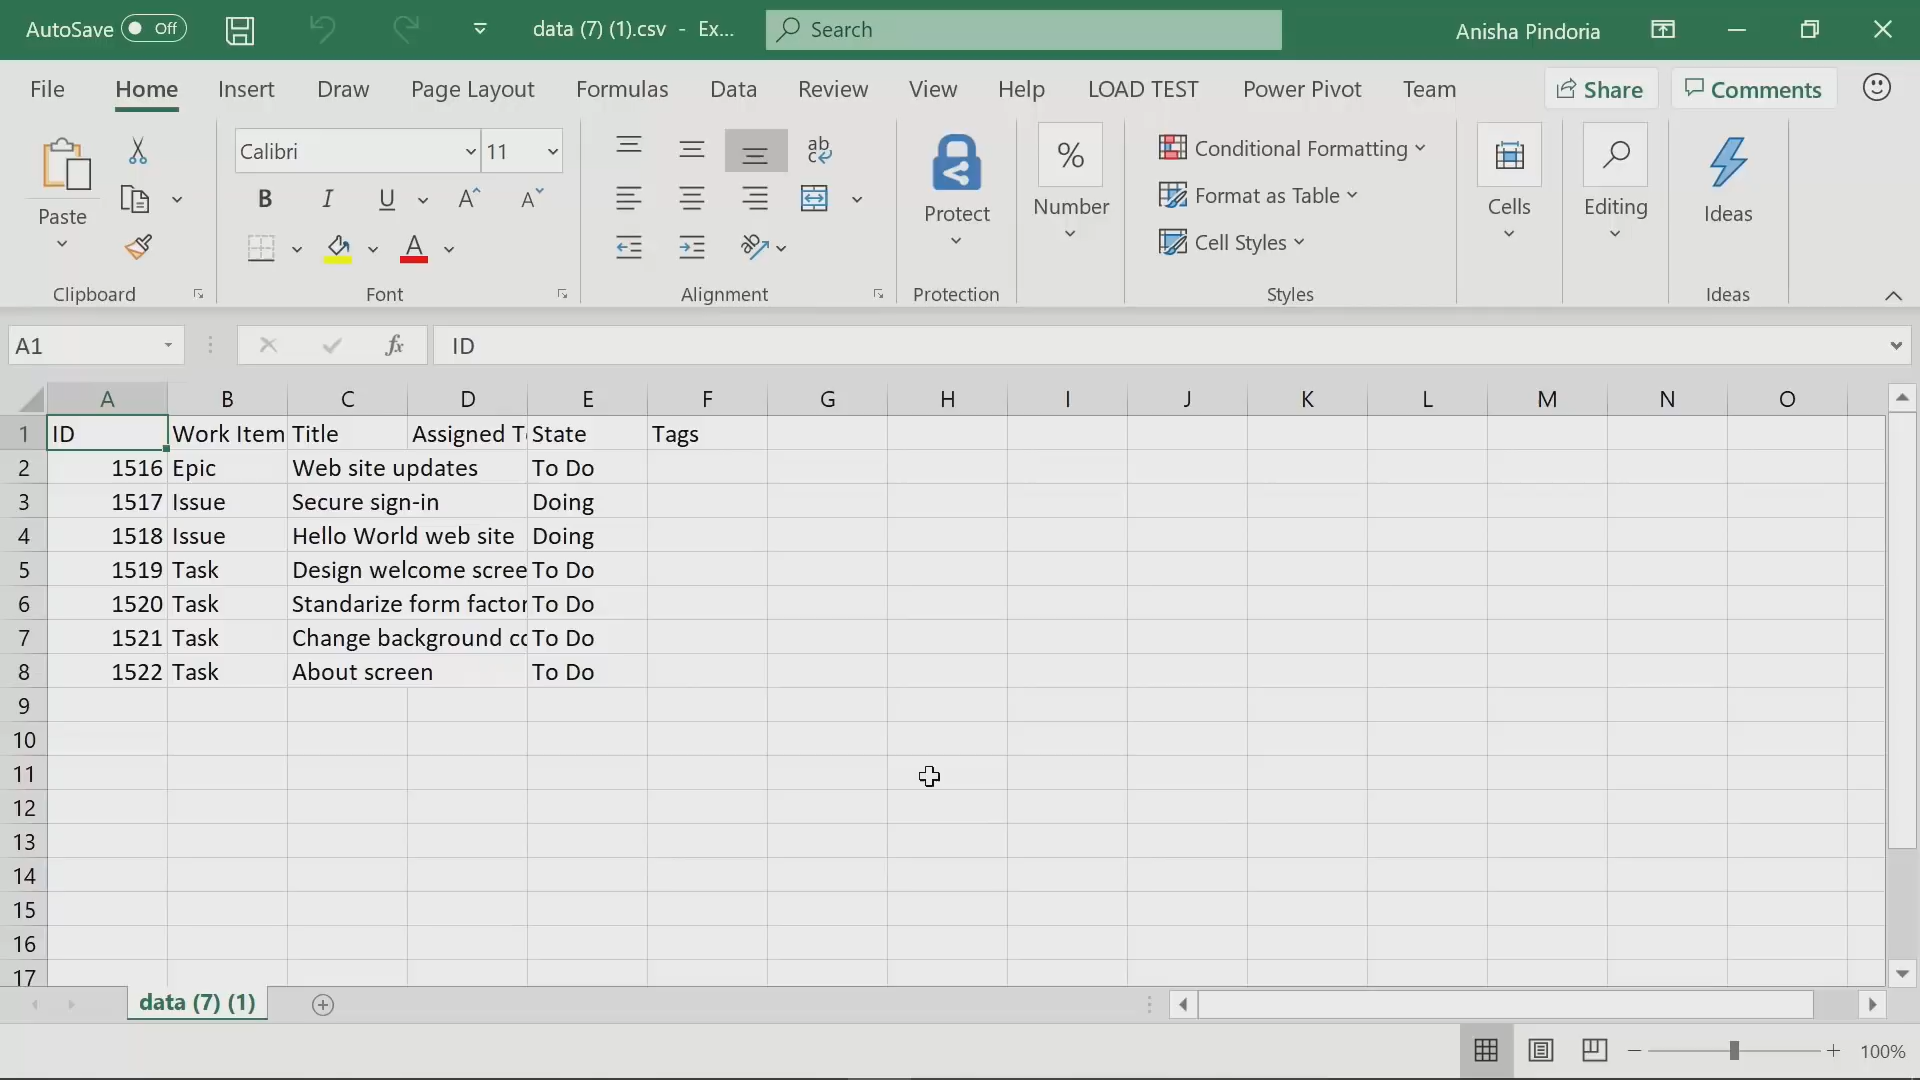 AutoSave Off data (7) (1).csv - Ex... Search Anisha Pindoria
File Home Insert Draw Page Layout Formulas Data Review View Help LOAD TEST Power Pivot Team Share Comments
Calibri 11 ab c % Conditional Formatting
B I U A A Format as Table
Paste Protect Number Cells Editing Ideas
A ab Cell Styles
Clipboard Font Alignment Protection Styles Ideas
A1 fx ID
A B C D E F G H I J K L M N O
1 ID Work Item Title Assigned T State Tags
2 1516 Epic Web site updates To Do
3 1517 Issue Secure sign-in Doing
4 1518 Issue Hello World web site Doing
5 1519 Task Design welcome scree To Do
6 1520 Task Standarize form factor To Do
7 1521 Task Change background co To Do
8 1522 Task About screen To Do
9
10
11
12
13
14
15
16
17
data (7) (1)
100%